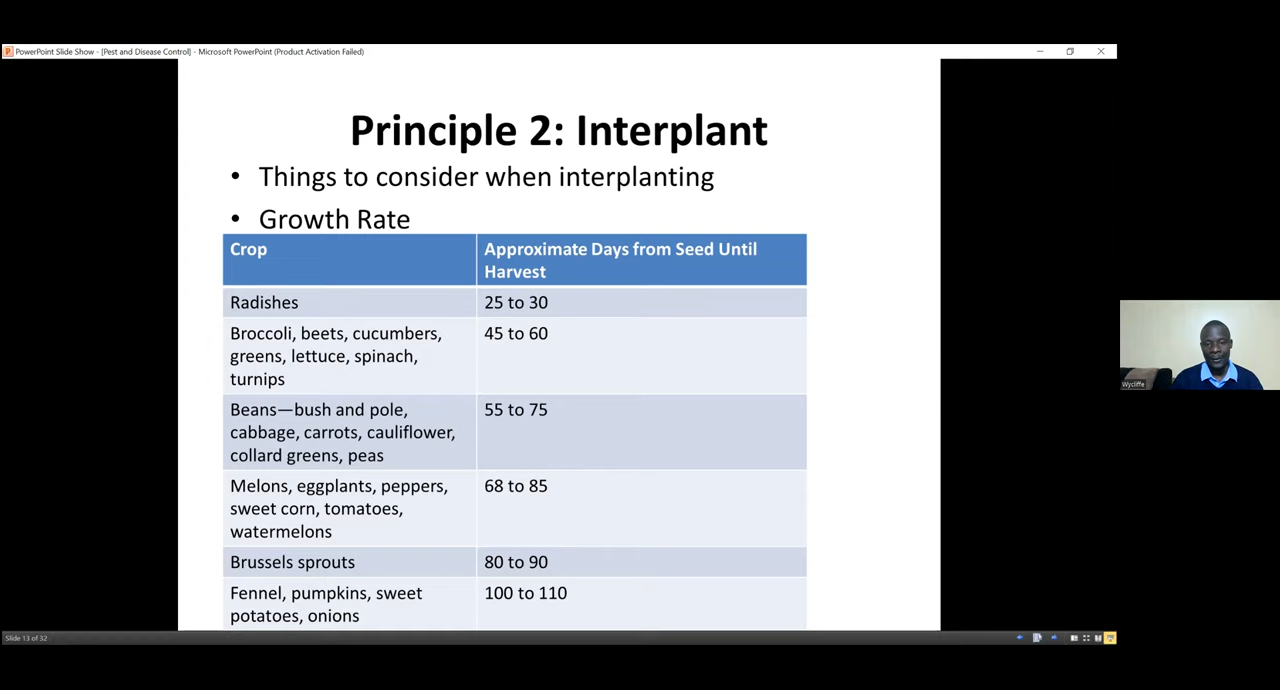 PowerPoint Slide Show - [Pest and Disease Control] - Microsoft PowerPoint (Product Activation Failed)
Principle 2: Interplant
• Things to consider when interplanting
• Growth Rate
Crop
Approximate Days from Seed Until
Harvest
Radishes
25 to 30
Broccoli, beets, cucumbers,
greens, lettuce, spinach,
turnips
45 to 60
Beans—bush and pole,
cabbage, carrots, cauliflower,
collard greens, peas
55 to 75
Melons, eggplants, peppers,
sweet corn, tomatoes,
watermelons
68 to 85
Brussels sprouts
80 to 90
Fennel, pumpkins, sweet
potatoes, onions
100 to 110
Wycliffe
Slide 13 of 32